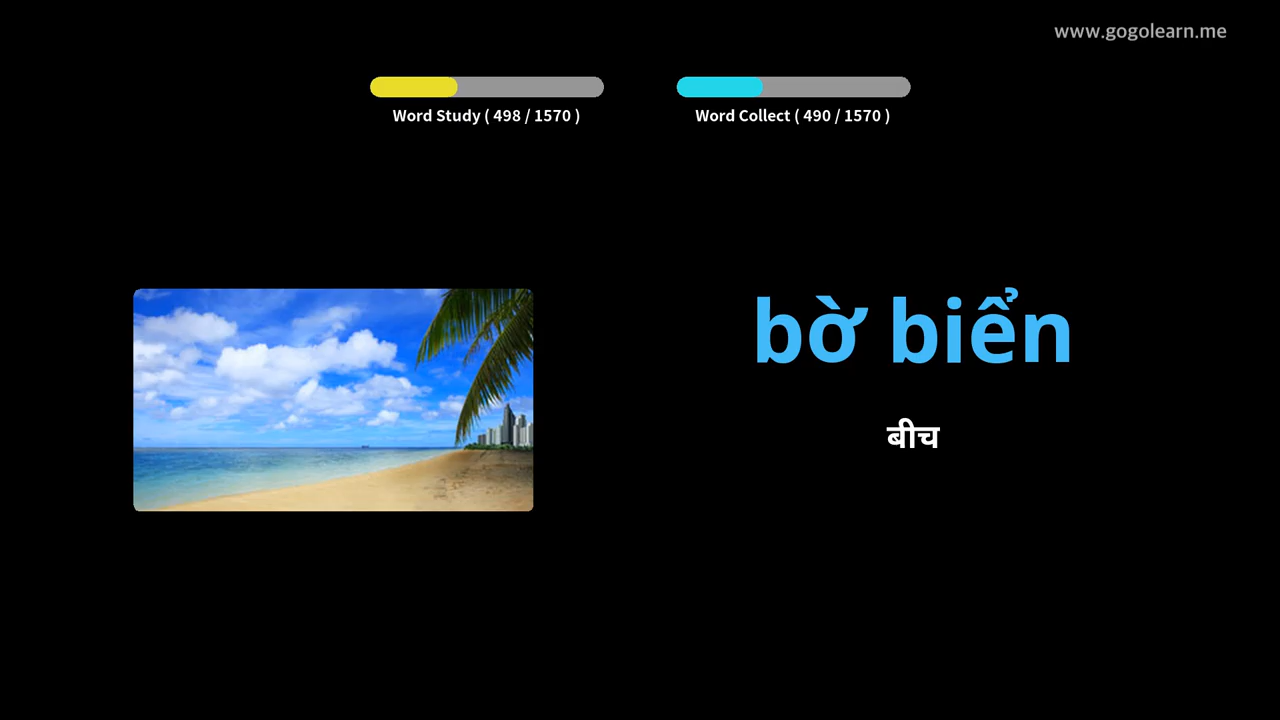 www.gogolearn.me
Word Study ( 498 / 1570 )
Word Collect ( 490 / 1570 )
bờ biển
बीच